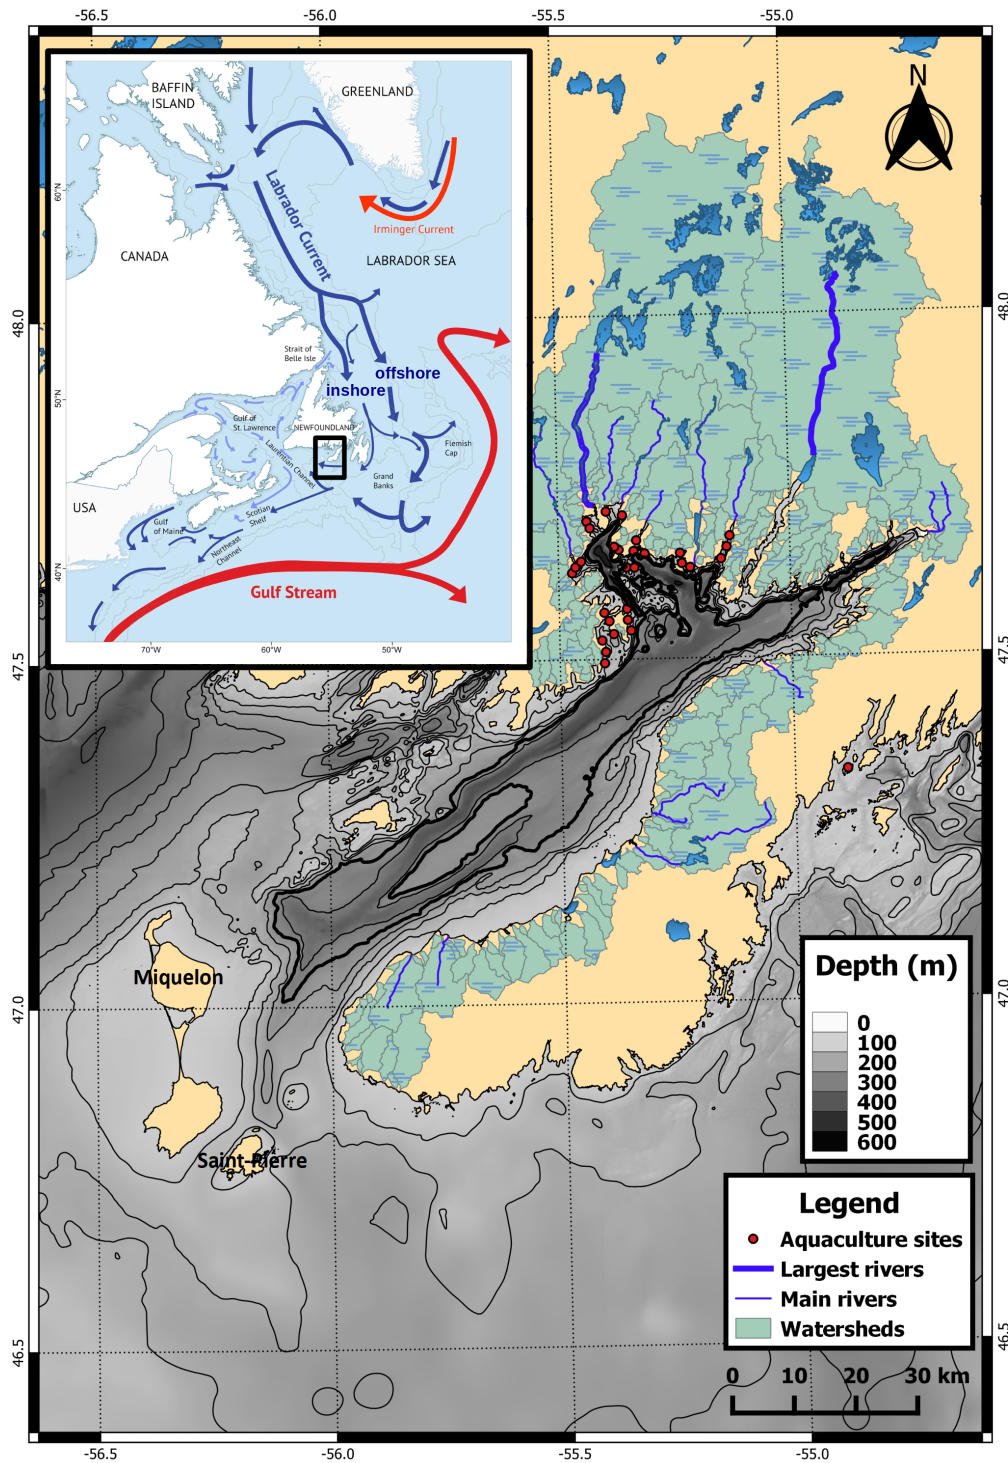 -56.5
-56.0
-55.5
-55.0
N
BAFFIN
ISLAND
GREENLAND
60°N
Labrador Current
Irminger Current
CANADA
LABRADOR SEA
48.0
48.0
Strait of
Belle Isle
offshore
inshore
50°N
Gulf of
St. Lawrence
NEWFOUNDLAND
Laurentian Channel
Flemish
Cap
Grand
Banks
USA
Gulf
of Maine
Scotian
Shelf
Northeast
Channel
40°N
Gulf Stream
70°W
60°W
50°W
47.5
47.5
Miquelon
47.0
47.0
Depth (m)
0
100
200
300
400
500
600
Saint-Pierre
Legend
Aquaculture sites
Largest rivers
Main rivers
Watersheds
46.5
46.5
0
10
20
30 km
-56.5
-56.0
-55.5
-55.0